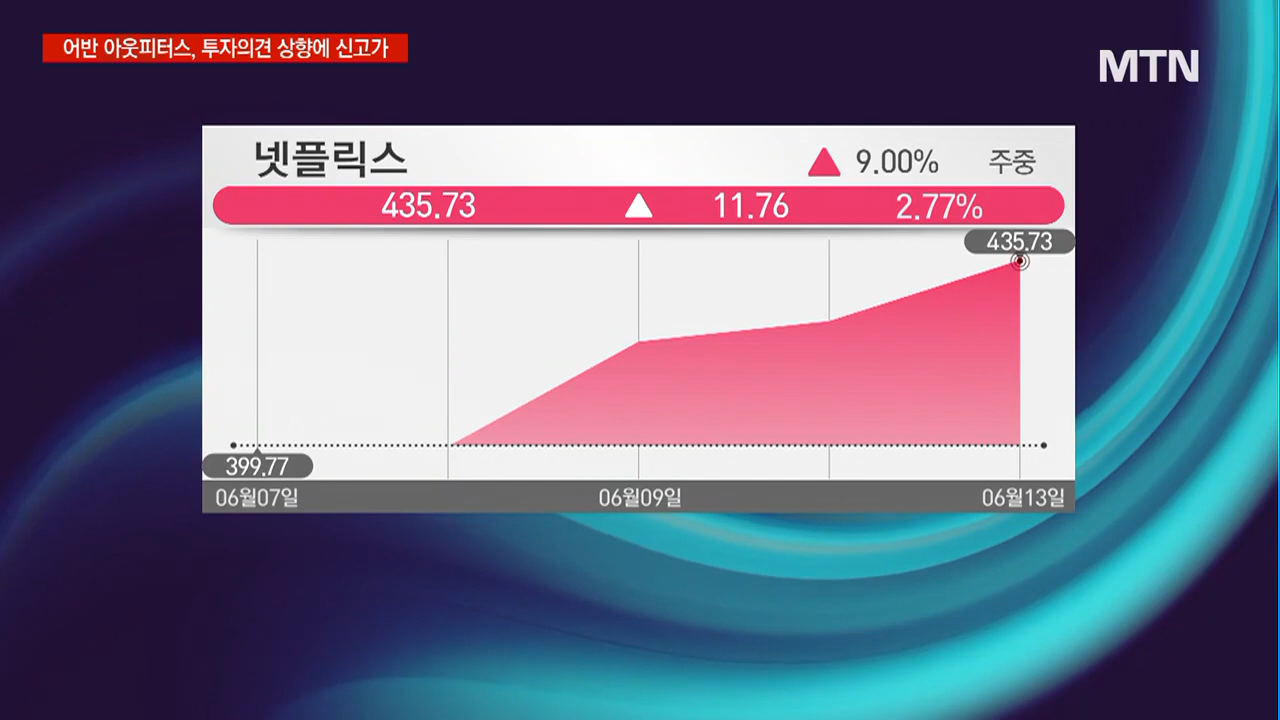 어반 아웃피터스, 투자의견 상향에 신고가
MTN
넷플릭스 ▲ 9.00% 주중
435.73 ▲ 11.76 2.77%
435.73
399.77
06월07일 06월09일 06월13일